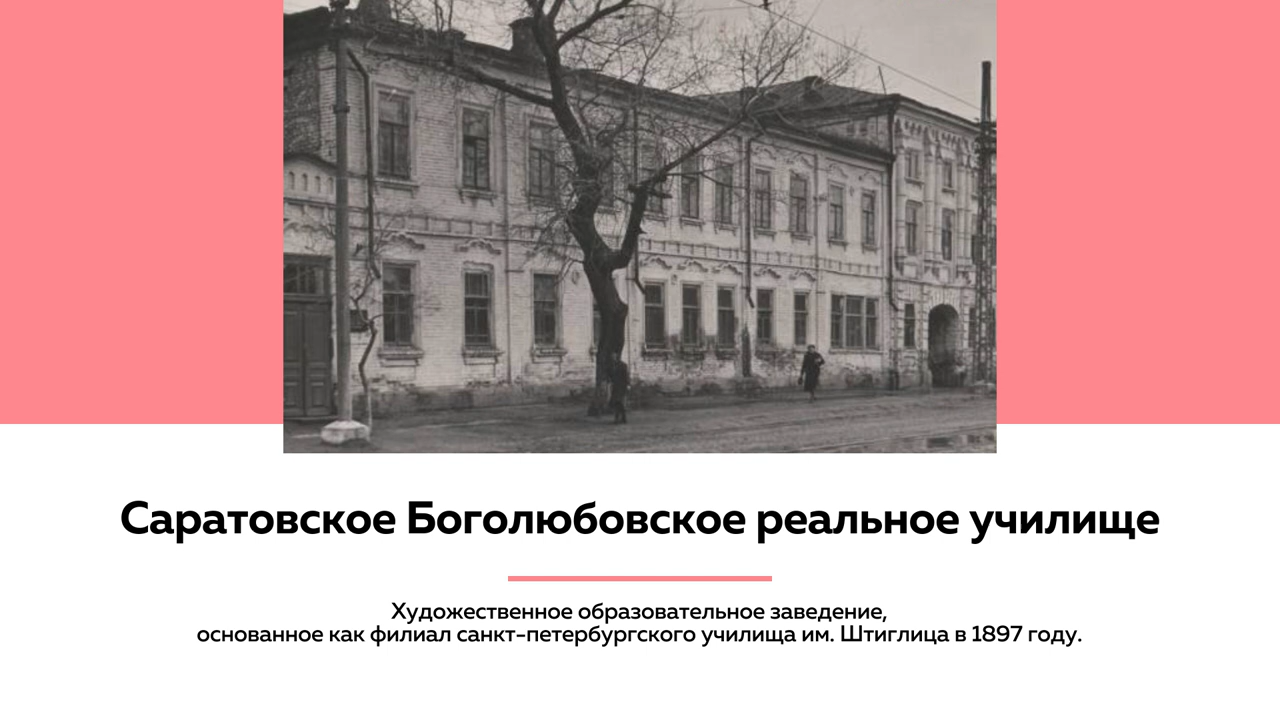 Саратовское Боголюбовское реальное училище
Художественное образовательное заведение,
основанное как филиал санкт-петербургского училища им. Штиглица в 1897 году.